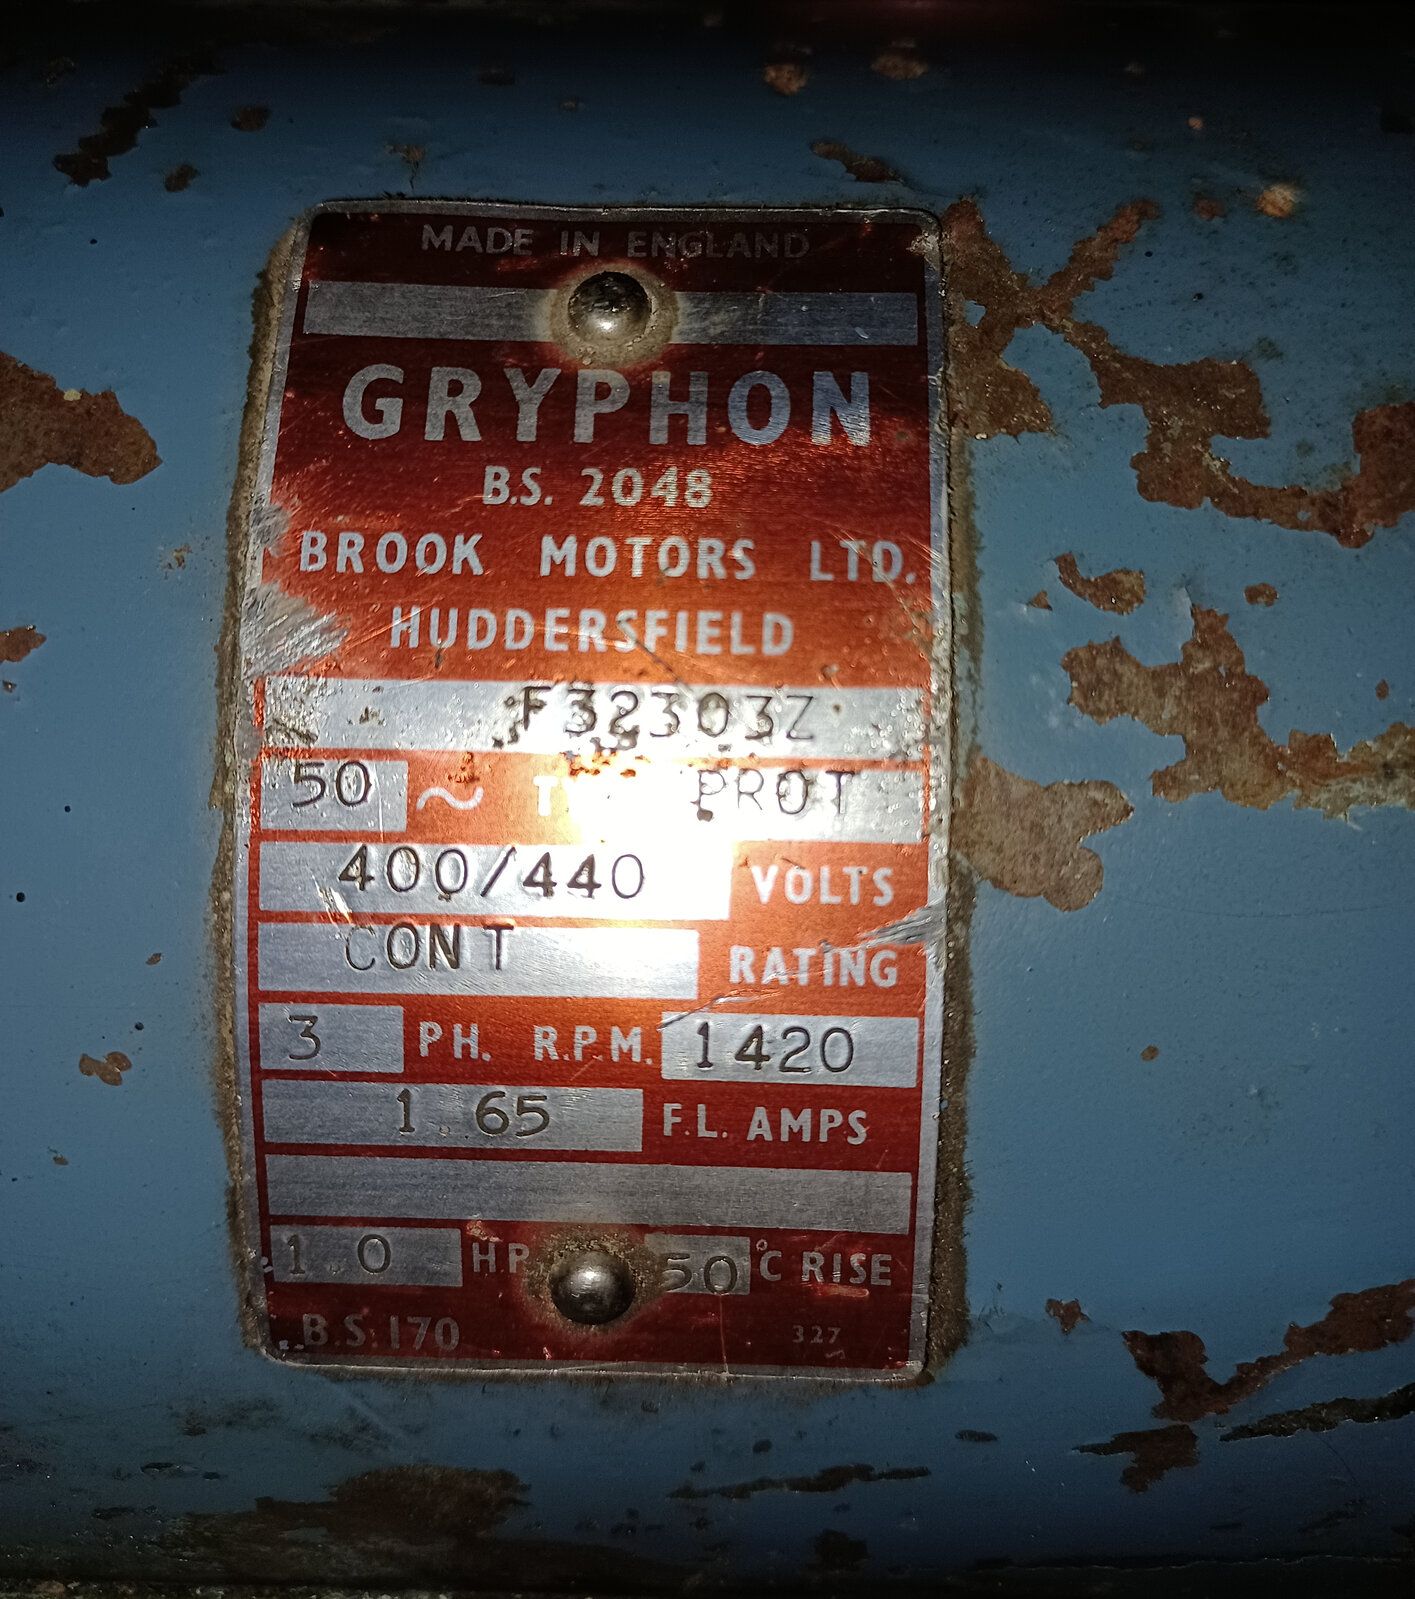 MADE IN ENGLAND
GRYPHON
B.S. 2048
BROOK MOTORS LTD.
HUDDERSFIELD
F32303Z
50 ~ PROT
400/440 VOLTS
CONT RATING
3 PH. R.P.M. 1420
1.65 F.L. AMPS
1.0 HP 50 °C RISE
B.S.170 327